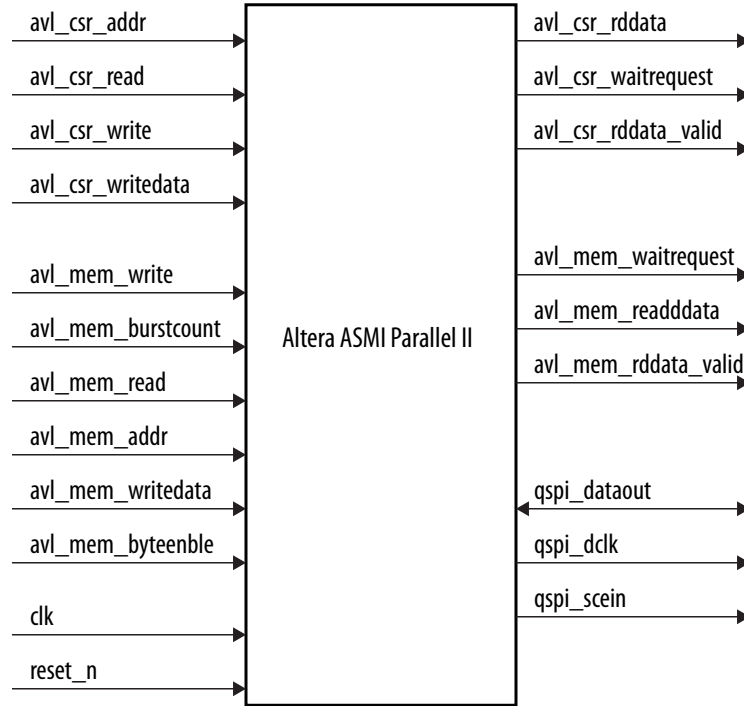 avl_csr_addr
avl_csr_read
avl_csr_write
avl_csr_writedata
avl_mem_write
avl_mem_burstcount
avl_mem_read
avl_mem_addr
avl_mem_writedata
avl_mem_byteenble
clk
reset_n
Altera ASMI Parallel II
avl_csr_rddata
avl_csr_waitrequest
avl_csr_rddata_valid
avl_mem_waitrequest
avl_mem_readddata
avl_mem_rddata_valid
qspi_dataout
qspi_dclk
qspi_scein